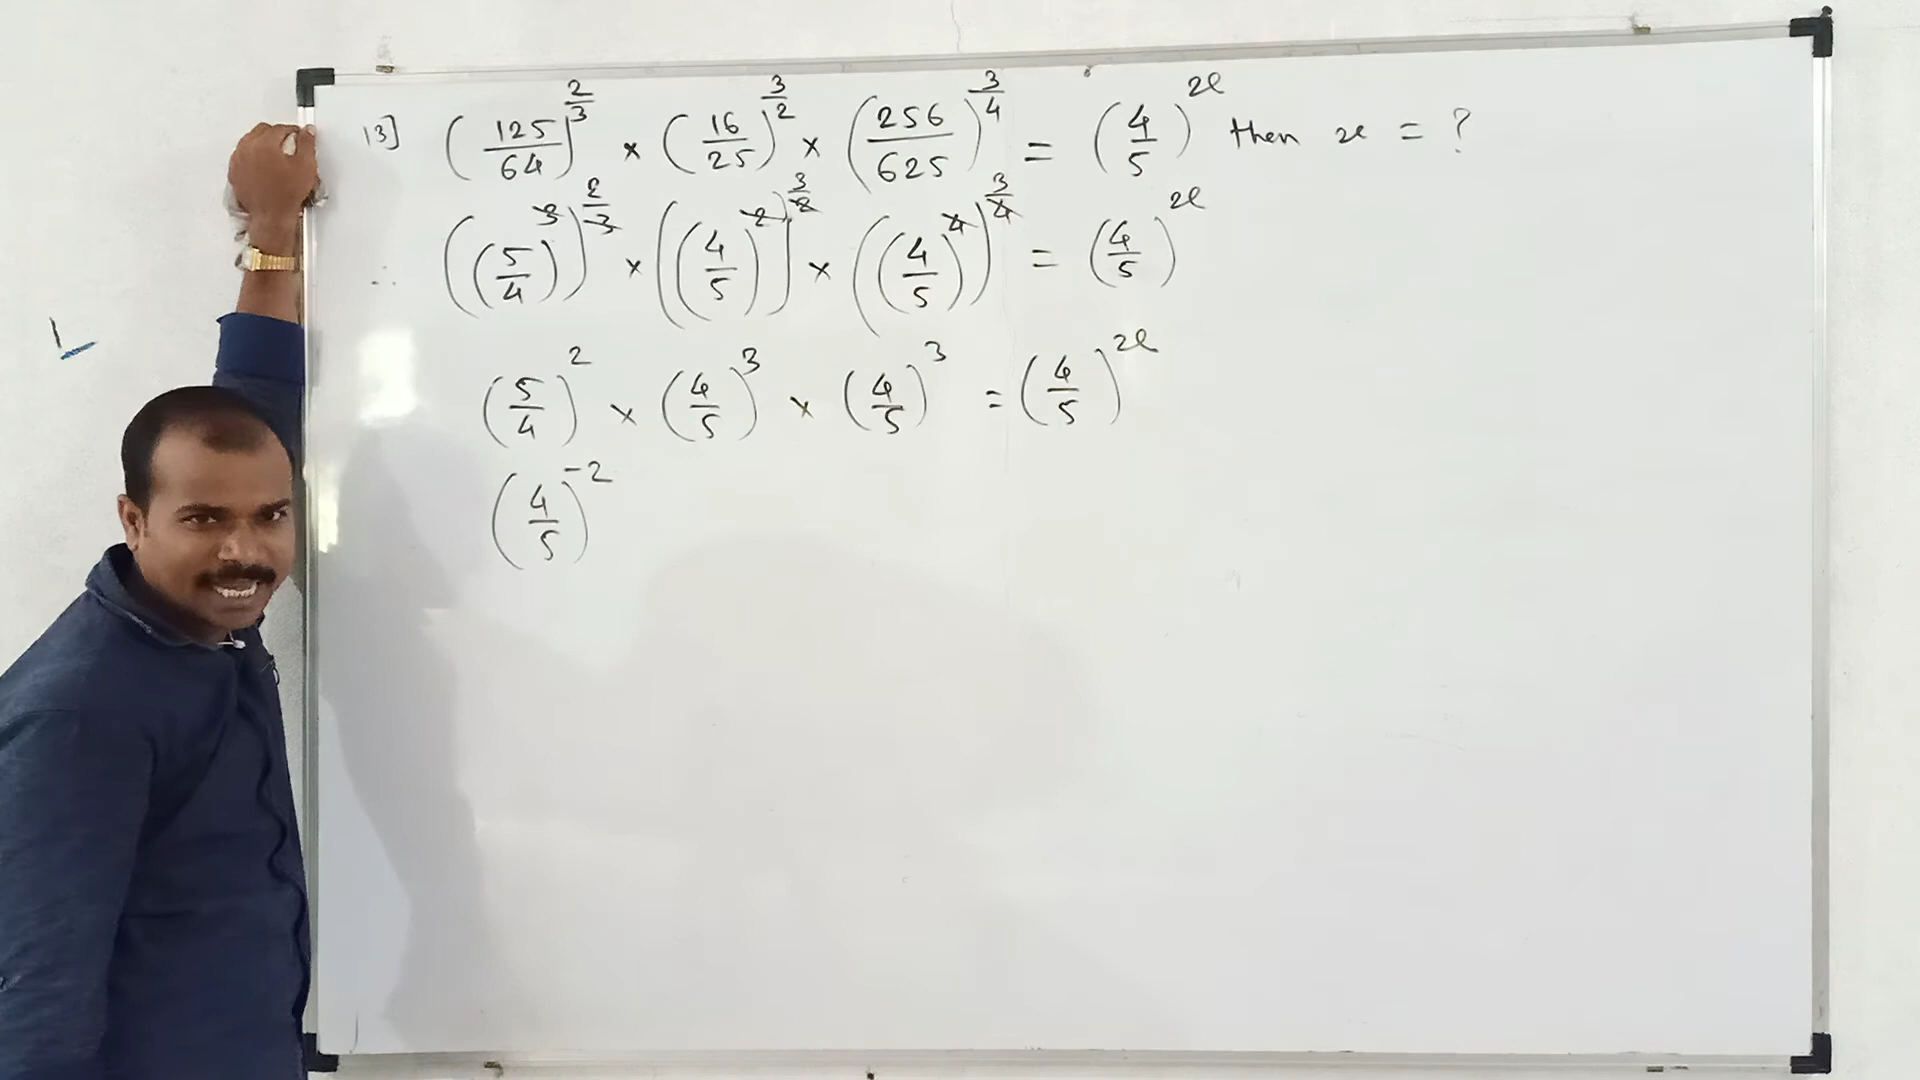 13] (125/64)^2/3 × (16/25)^3/2 × (256/625)^3/4 = (4/5)^x then x = ?
∴ ((5/4)^3)^2/3 × ((4/5)^2)^3/2 × ((4/5)^4)^3/4 = (4/5)^x
(5/4)^2 × (4/5)^3 × (4/5)^3 = (4/5)^x
(4/5)^-2